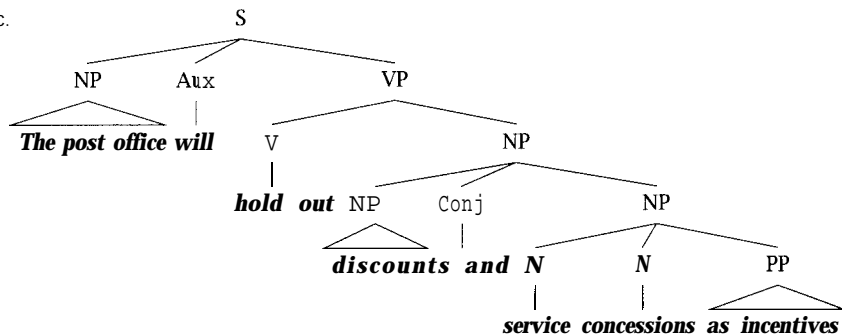 c.
S
NP Aux VP
The post office will V NP
hold out NP Conj NP
discounts and N N PP
service concessions as incentives